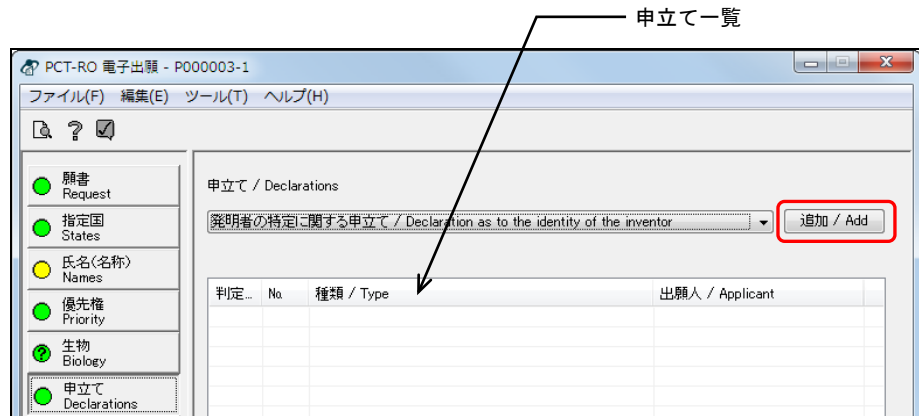 申立て一覧
PCT-RO 電子出願 - P000003-1
ファイル(F) 編集(E) ツール(T) ヘルプ(H)
願書
Request
指定国
States
氏名(名称)
Names
優先権
Priority
生物
Biology
申立て
Declarations
申立て / Declarations
発明者の特定に関する申立て / Declaration as to the identity of the inventor
追加 / Add
判定... No. 種類 / Type 出願人 / Applicant